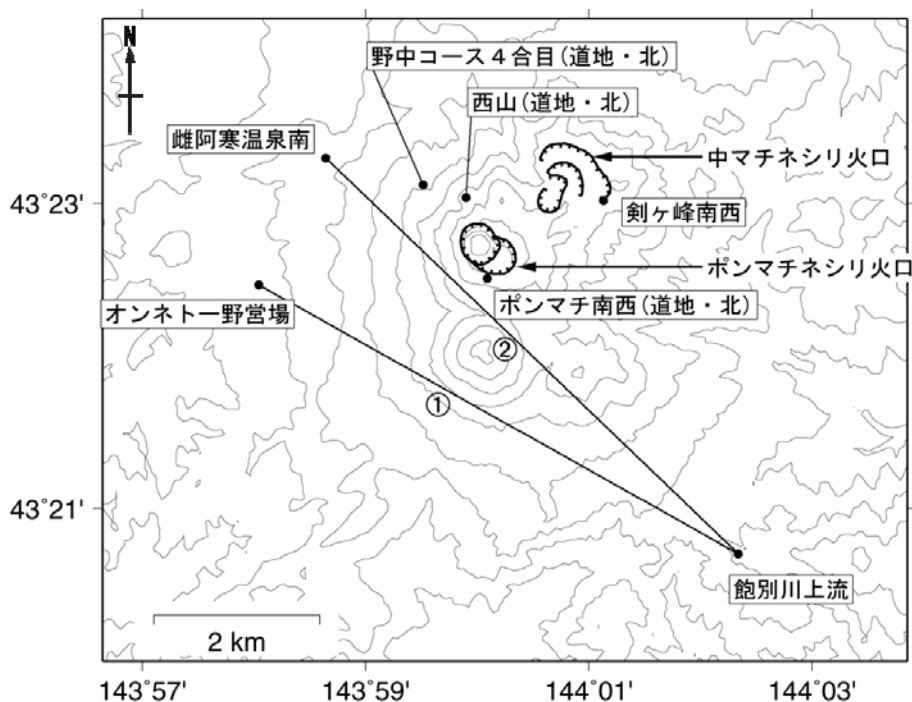 N
野中コース4合目(道地・北)
西山(道地・北)
雌阿寒温泉南
中マチネシリ火口
43°23'
剣ヶ峰南西
ポンマチネシリ火口
オンネトー野営場
ポンマチ南西(道地・北)
②
①
43°21'
飽別川上流
2 km
143°57'
143°59'
144°01'
144°03'